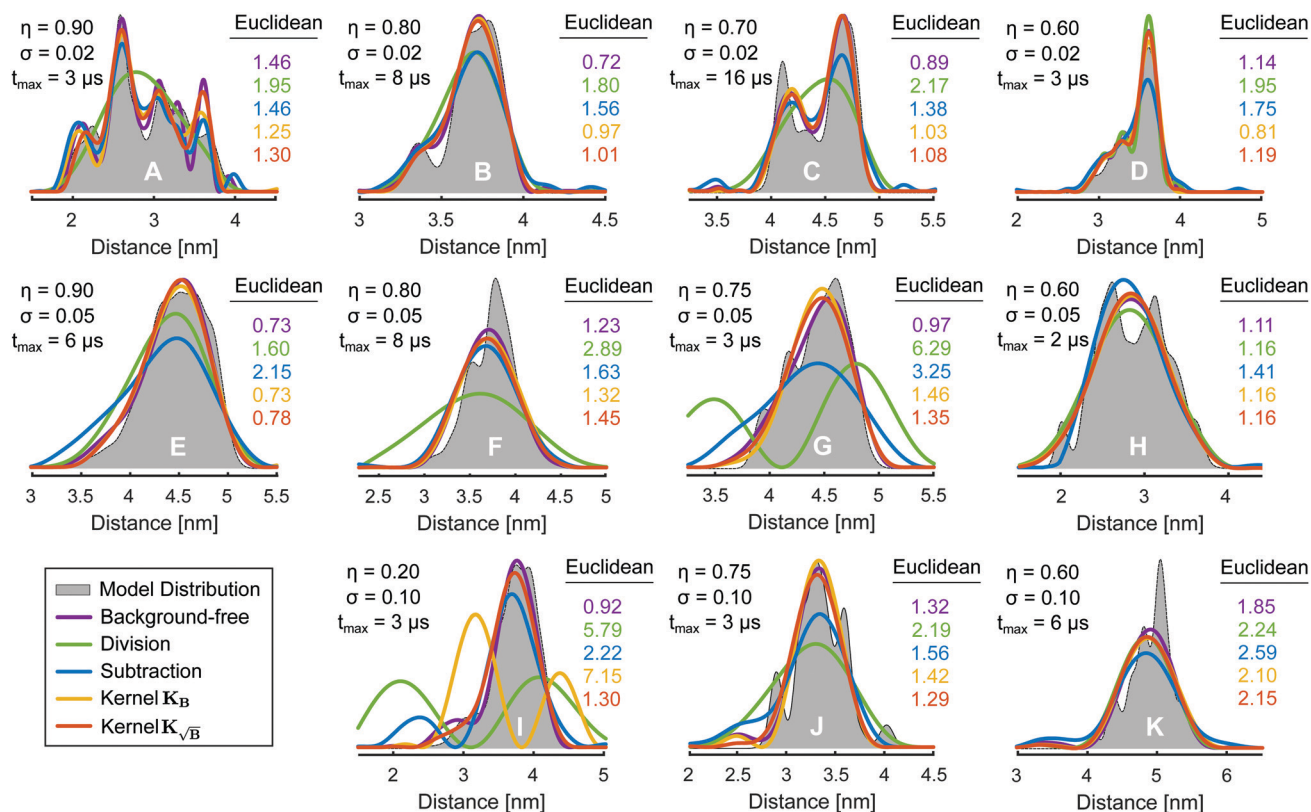 η = 0.90
σ = 0.02
t_max = 3 µs
Euclidean
1.46
1.95
1.46
1.25
1.30
A
2 3 4
Distance [nm]
η = 0.80
σ = 0.02
t_max = 8 µs
Euclidean
0.72
1.80
1.56
0.97
1.01
B
3 3.5 4 4.5
Distance [nm]
η = 0.70
σ = 0.02
t_max = 16 µs
Euclidean
0.89
2.17
1.38
1.03
1.08
C
3.5 4 4.5 5 5.5
Distance [nm]
η = 0.60
σ = 0.02
t_max = 3 µs
Euclidean
1.14
1.95
1.75
0.81
1.19
D
2 3 4 5
Distance [nm]
η = 0.90
σ = 0.05
t_max = 6 µs
Euclidean
0.73
1.60
2.15
0.73
0.78
E
3 3.5 4 4.5 5 5.5
Distance [nm]
η = 0.80
σ = 0.05
t_max = 8 µs
Euclidean
1.23
2.89
1.63
1.32
1.45
F
2.5 3 3.5 4 4.5 5
Distance [nm]
η = 0.75
σ = 0.05
t_max = 3 µs
Euclidean
0.97
6.29
3.25
1.46
1.35
G
3.5 4 4.5 5 5.5
Distance [nm]
η = 0.60
σ = 0.05
t_max = 2 µs
Euclidean
1.11
1.16
1.41
1.16
1.16
H
2 3 4
Distance [nm]
Model Distribution
Background-free
Division
Subtraction
Kernel K_B
Kernel K_√B
η = 0.20
σ = 0.10
t_max = 3 µs
Euclidean
0.92
5.79
2.22
7.15
1.30
I
2 3 4 5
Distance [nm]
η = 0.75
σ = 0.10
t_max = 3 µs
Euclidean
1.32
2.19
1.56
1.42
1.29
J
2 2.5 3 3.5 4 4.5
Distance [nm]
η = 0.60
σ = 0.10
t_max = 6 µs
Euclidean
1.85
2.24
2.59
2.10
2.15
K
3 4 5 6
Distance [nm]